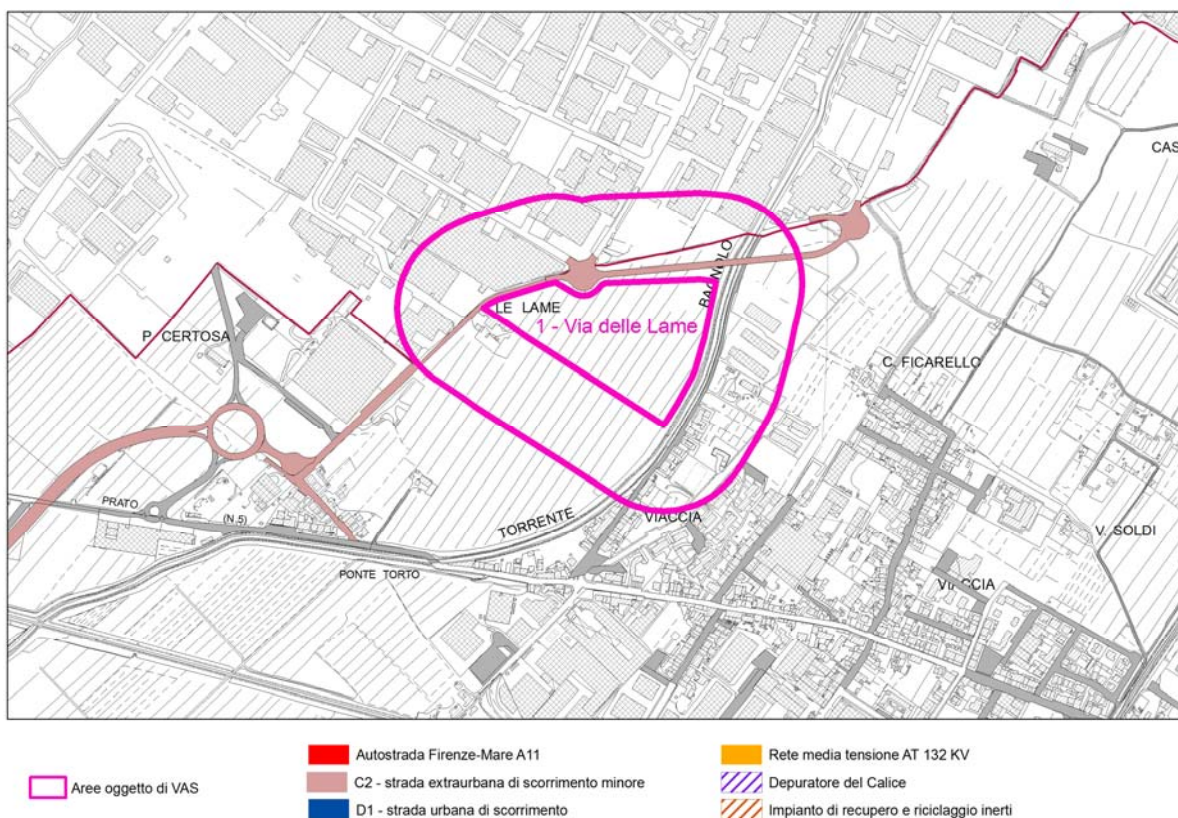 CAS
BAGNOLO
LE LAME
1 - Via delle Lame
P. CERTOSA
C. FICARELLO
PRATO
(N.5)
TORRENTE
VIACCIA
V. SOLDI
PONTE TORTO
VIACCIA
Aree oggetto di VAS
Autostrada Firenze-Mare A11
C2 - strada extraurbana di scorrimento minore
D1 - strada urbana di scorrimento
Rete media tensione AT 132 KV
Depuratore del Calice
Impianto di recupero e riciclaggio inerti